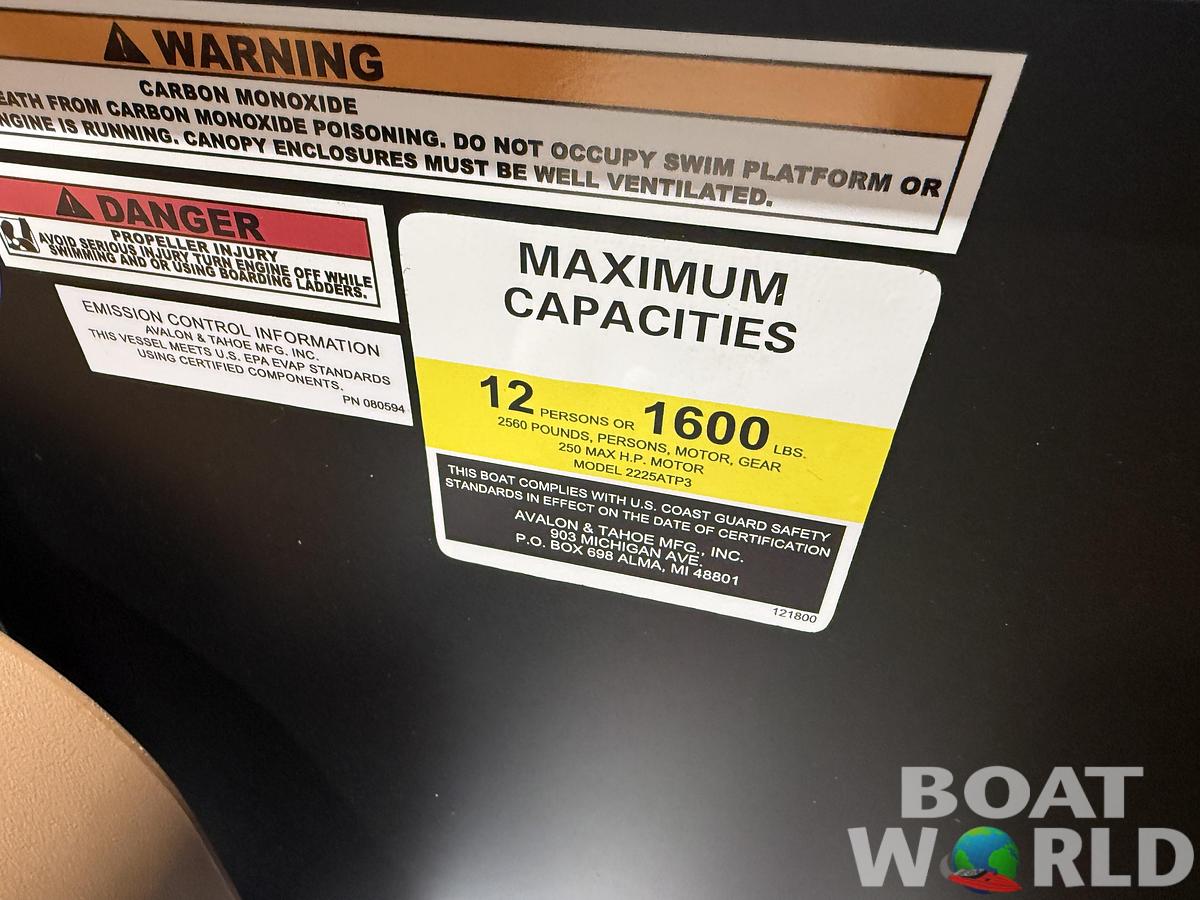 WARNING
CARBON MONOXIDE
EATH FROM CARBON MONOXIDE POISONING. DO NOT OCCUPY SWIM PLATFORM OR
NGINE IS RUNNING. CANOPY ENCLOSURES MUST BE WELL VENTILATED.
DANGER
PROPELLER INJURY
AVOID SERIOUS INJURY TURN ENGINE OFF WHILE
SWIMMING AND OR USING BOARDING LADDERS.
EMISSION CONTROL INFORMATION
AVALON & TAHOE MFG. INC.
THIS VESSEL MEETS U.S. EPA EVAP STANDARDS
USING CERTIFIED COMPONENTS.
PN 080594
MAXIMUM
CAPACITIES
12 PERSONS OR 1600 LBS.
2560 POUNDS, PERSONS, MOTOR, GEAR
250 MAX H.P. MOTOR
MODEL 2225ATP3
THIS BOAT COMPLIES WITH U.S. COAST GUARD SAFETY
STANDARDS IN EFFECT ON THE DATE OF CERTIFICATION
AVALON & TAHOE MFG., INC.
903 MICHIGAN AVE.
P.O. BOX 698 ALMA, MI 48801
121800
BOAT
WORLD